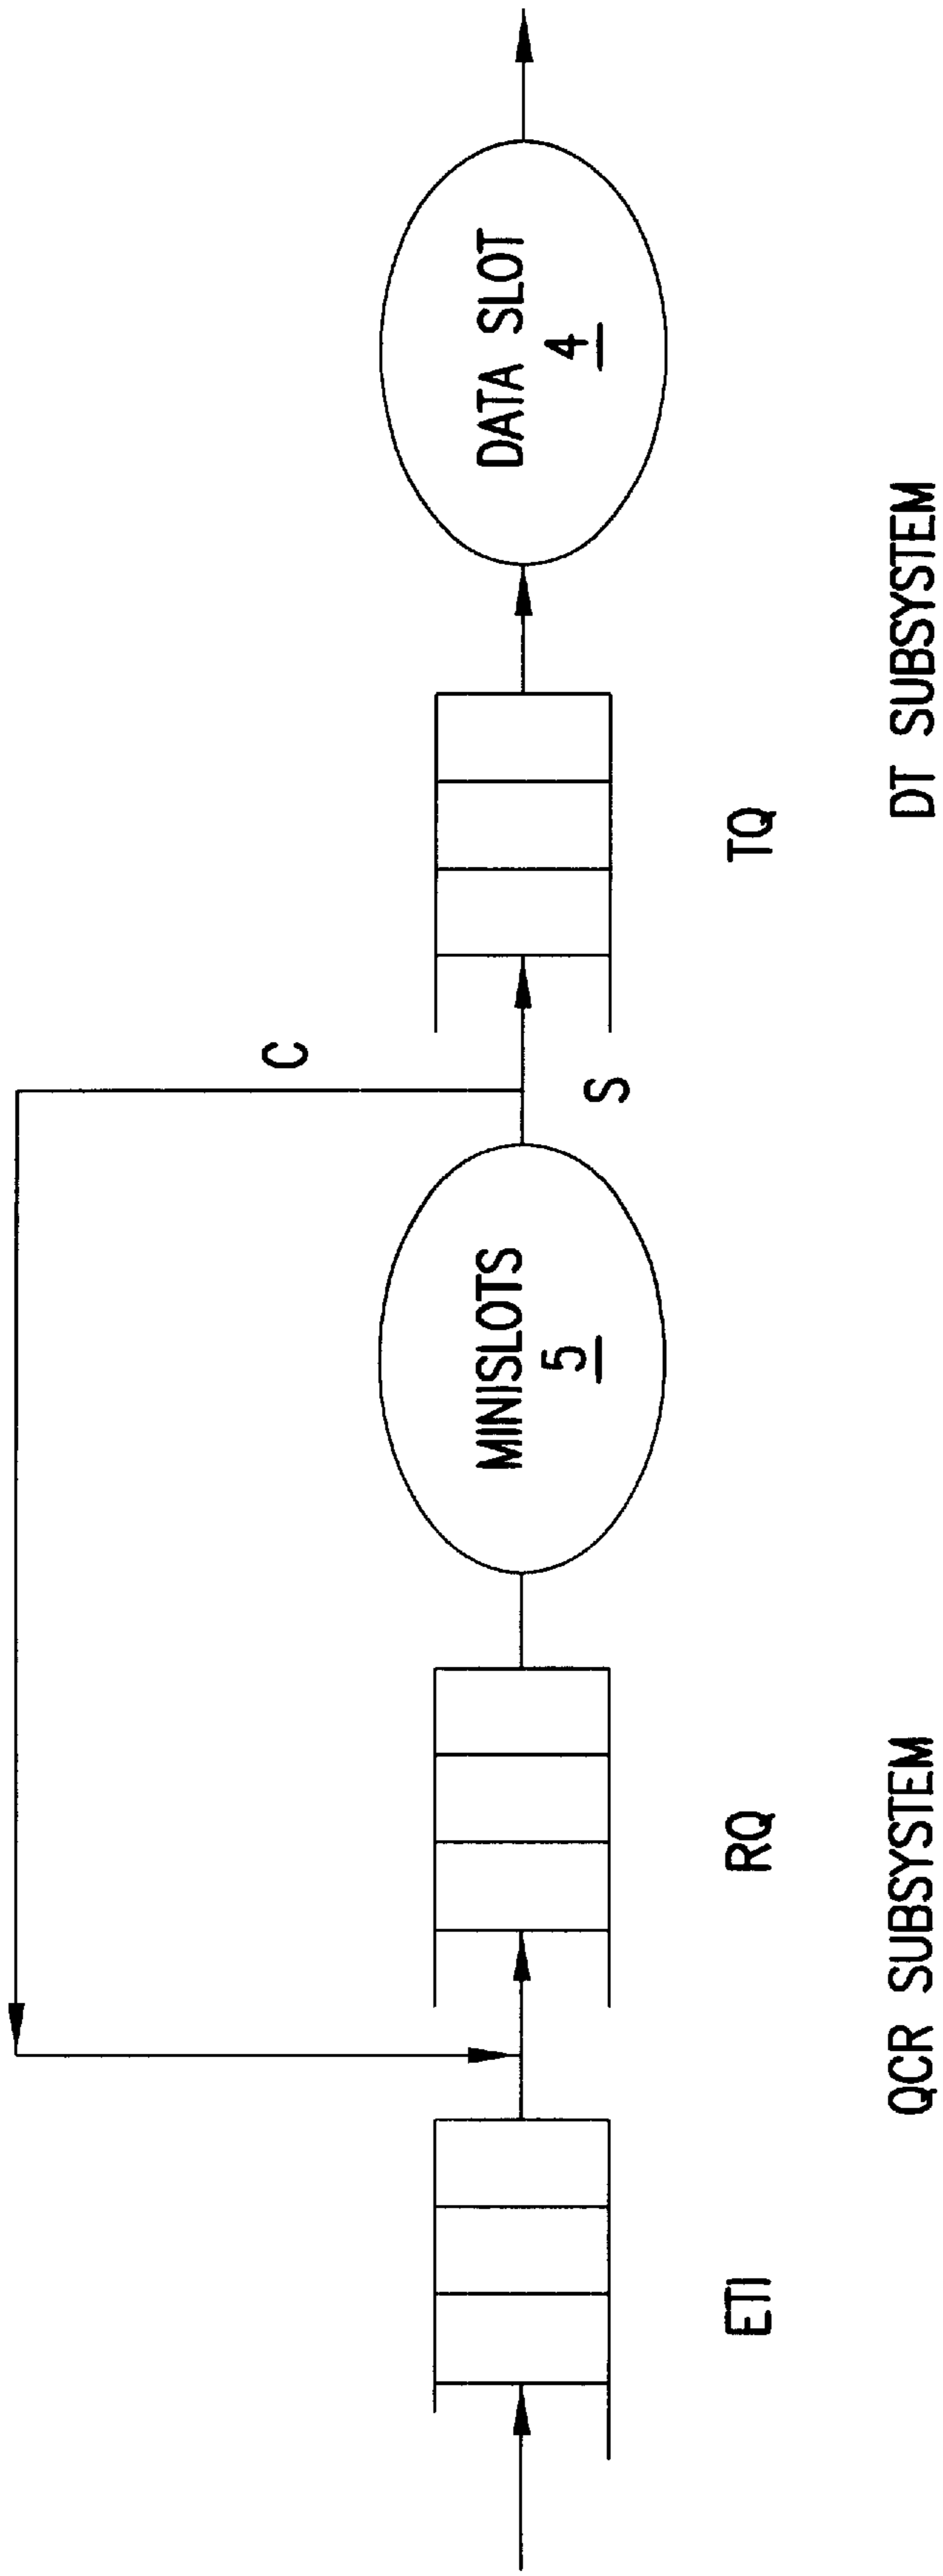 C
MINISLOTS
5
DATA SLOT
4
S
ETI
RQ
TQ
QCR SUBSYSTEM
DT SUBSYSTEM